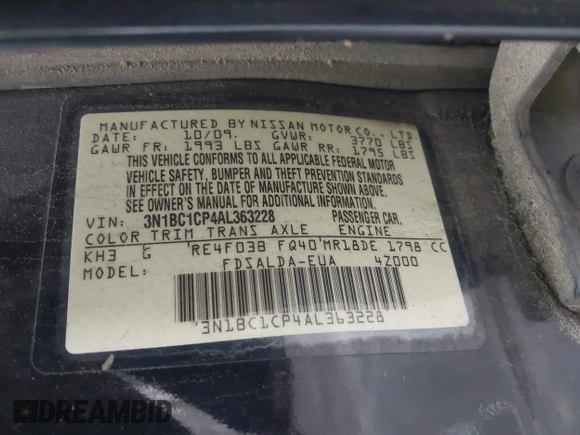 MANUFACTURED BY NISSAN MOTOR CO., LTD.
DATE: 10/09. GVWR: 3770 LBS
GAWR FR: 1993 LBS GAWR RR: 1795 LBS
THIS VEHICLE CONFORMS TO ALL APPLICABLE FEDERAL MOTOR
VEHICLE SAFETY, BUMPER AND THEFT PREVENTION STANDARDS
IN EFFECT ON THE DATE OF MANUFACTURE SHOWN ABOVE.
SEE OWNER'S MANUAL FOR ADDITIONAL INFORMATION.
VIN: 3N1BC1CP4AL363228 PASSENGER CAR.
COLOR TRIM TRANS AXLE ENGINE
KH3 G RE4F03B FQ40 MR18DE 1798 CC
MODEL: FDSALDA-EUA 4Z000
3N1BC1CP4AL363228
DREAMBID